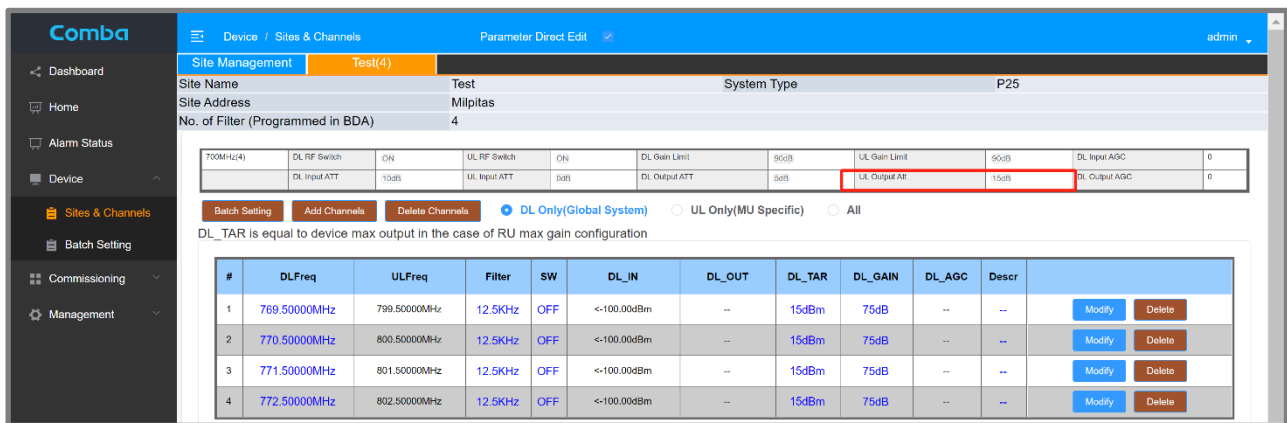 Comba
Device / Sites & Channels Parameter Direct Edit admin
Dashboard
Home
Alarm Status
Device
Sites & Channels
Batch Setting
Commissioning
Management
Site Management Test(4)
Site Name Test System Type P25
Site Address Milpitas
No. of Filter (Programmed in BDA) 4
700MHz(4) DL RF Switch ON UL RF Switch ON DL Gain Limit 90dB UL Gain Limit 90dB DL Input AGC 0
DL Input ATT 10dB UL Input ATT 0dB DL Output ATT 5dB UL Output Att 15dB DL Output AGC 0
Batch Setting Add Channels Delete Channels DL Only(Global System) UL Only(MU Specific) All
DL_TAR is equal to device max output in the case of RU max gain configuration
# DLFreq ULFreq Filter SW DL_IN DL_OUT DL_TAR DL_GAIN DL_AGC Descr
1 769.50000MHz 799.50000MHz 12.5KHz OFF <-100.00dBm -- 15dBm 75dB -- -- Modify Delete
2 770.50000MHz 800.50000MHz 12.5KHz OFF <-100.00dBm -- 15dBm 75dB -- -- Modify Delete
3 771.50000MHz 801.50000MHz 12.5KHz OFF <-100.00dBm -- 15dBm 75dB -- -- Modify Delete
4 772.50000MHz 802.50000MHz 12.5KHz OFF <-100.00dBm -- 15dBm 75dB -- -- Modify Delete